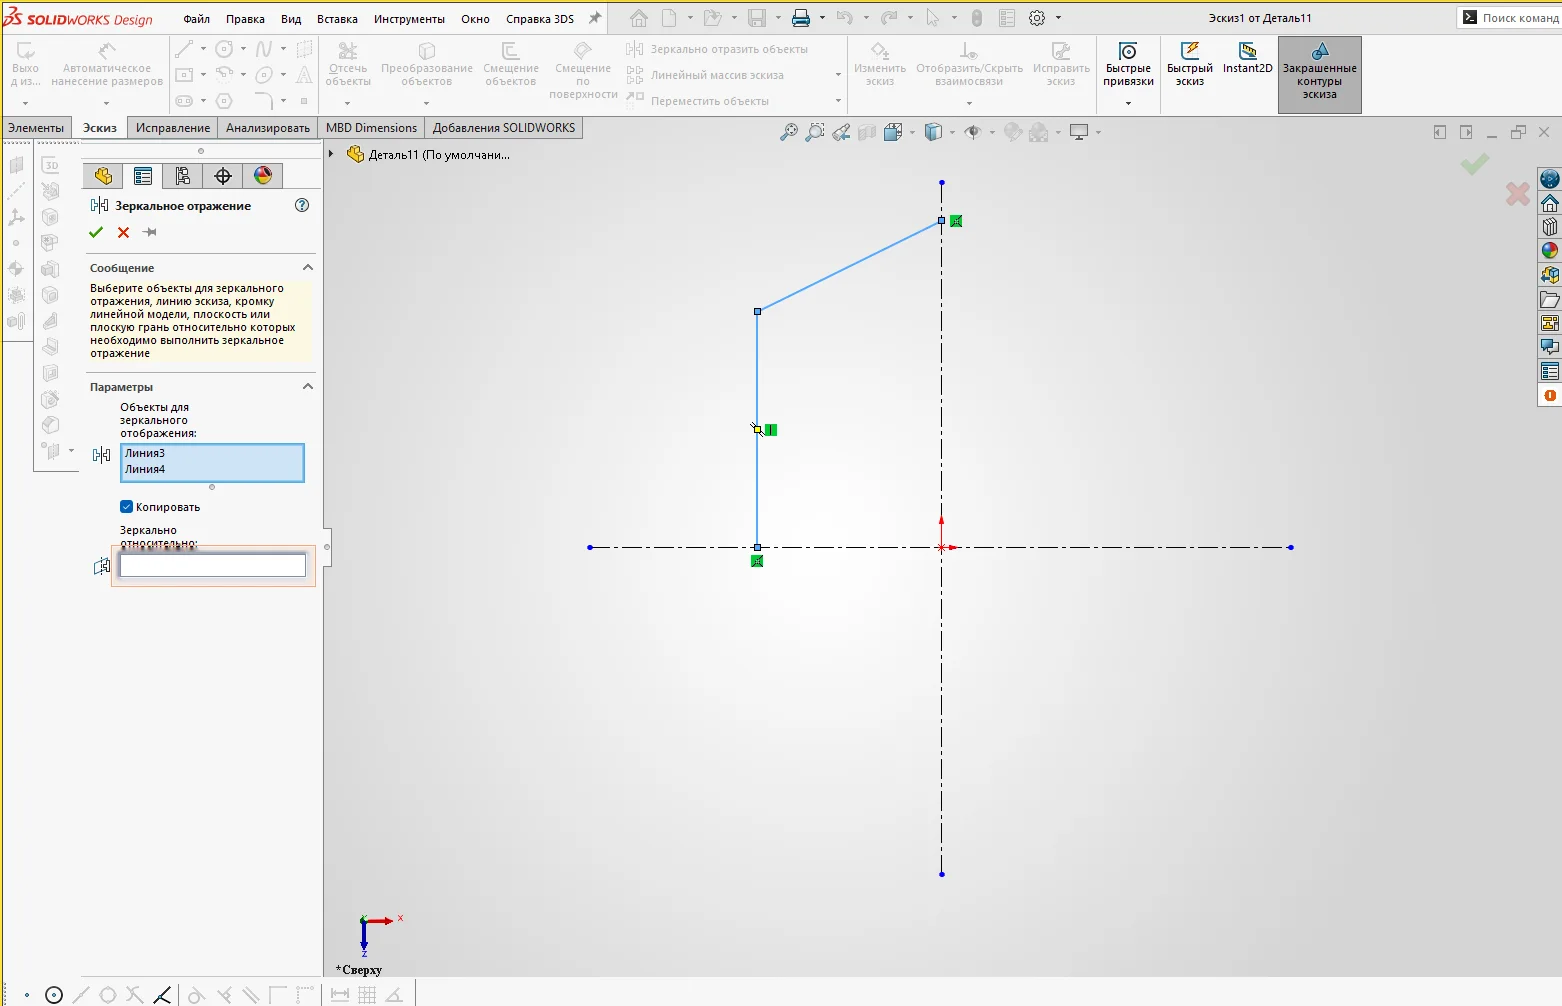 SOLIDWORKS Design
Файл Правка Вид Вставка Инструменты Окно Справка 3DS
Эскиз1 от Деталь11
Поиск команд
Выхо
д из...
Автоматическое
нанесение размеров
Отсечь
объекты
Преобразование
объектов
Смещение
объектов
Смещение
по
поверхности
Зеркально отразить объекты
Линейный массив эскиза
Переместить объекты
Изменить
эскиз
Отобразить/Скрыть
взаимосвязи
Исправить
эскиз
Быстрые
привязки
Быстрый
эскиз
Instant2D
Закрашенные
контуры
эскиза
Элементы Эскиз Исправление Анализировать MBD Dimensions Добавления SOLIDWORKS
Деталь11 (По умолчани...
3D
Зеркальное отражение
Сообщение
Выберите объекты для зеркального
отражения, линию эскиза, кромку
линейной модели, плоскость или
плоскую грань относительно которых
необходимо выполнить зеркальное
отражение
Параметры
Объекты для
зеркального
отображения:
Линия3
Линия4
Копировать
Зеркально
относительно:
Y
X
Z
*Сверху